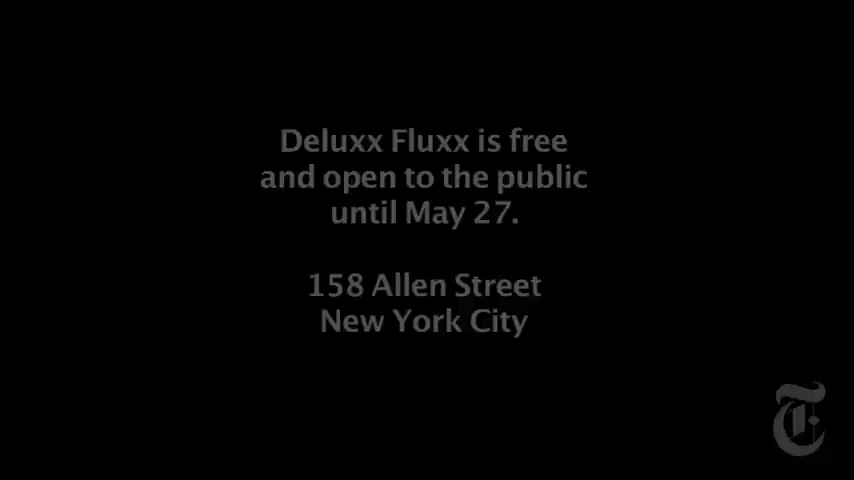 Deluxx Fluxx is free
and open to the public
until May 27.
158 Allen Street
New York City